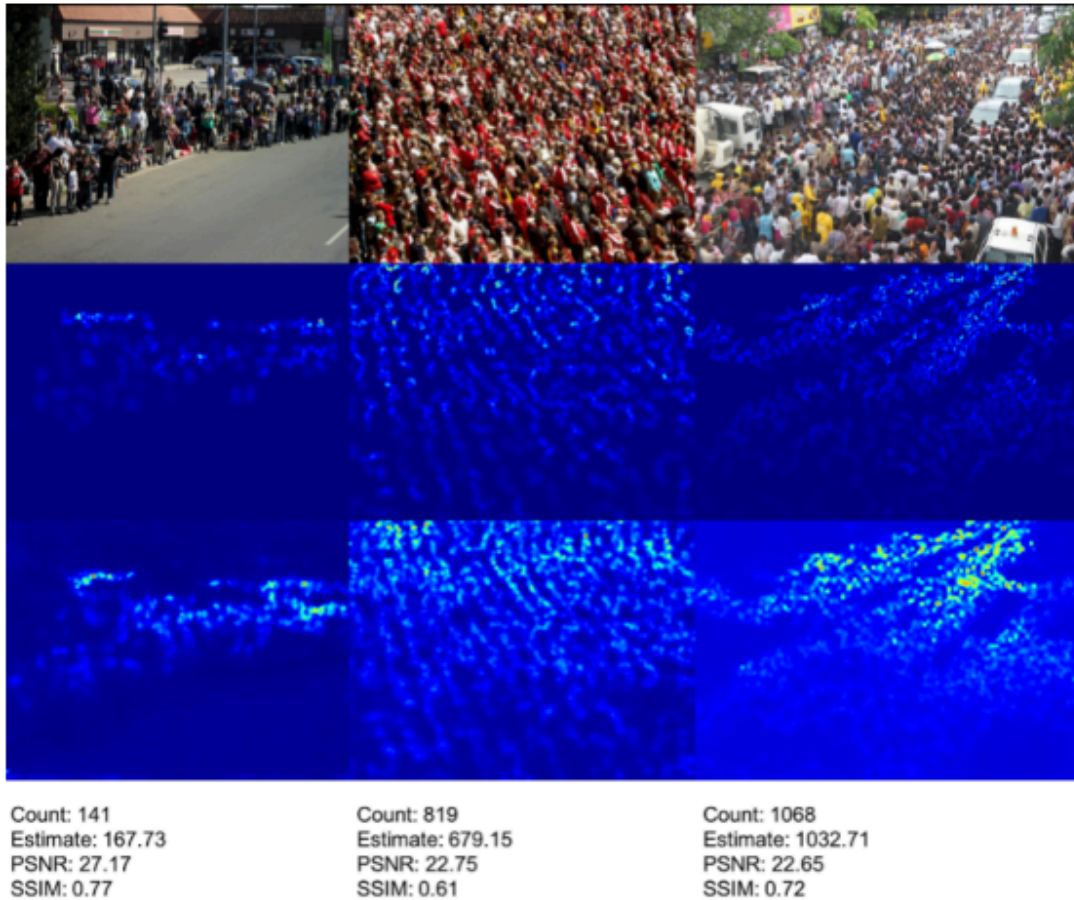 Count: 141
Estimate: 167.73
PSNR: 27.17
SSIM: 0.77
Count: 819
Estimate: 679.15
PSNR: 22.75
SSIM: 0.61
Count: 1068
Estimate: 1032.71
PSNR: 22.65
SSIM: 0.72